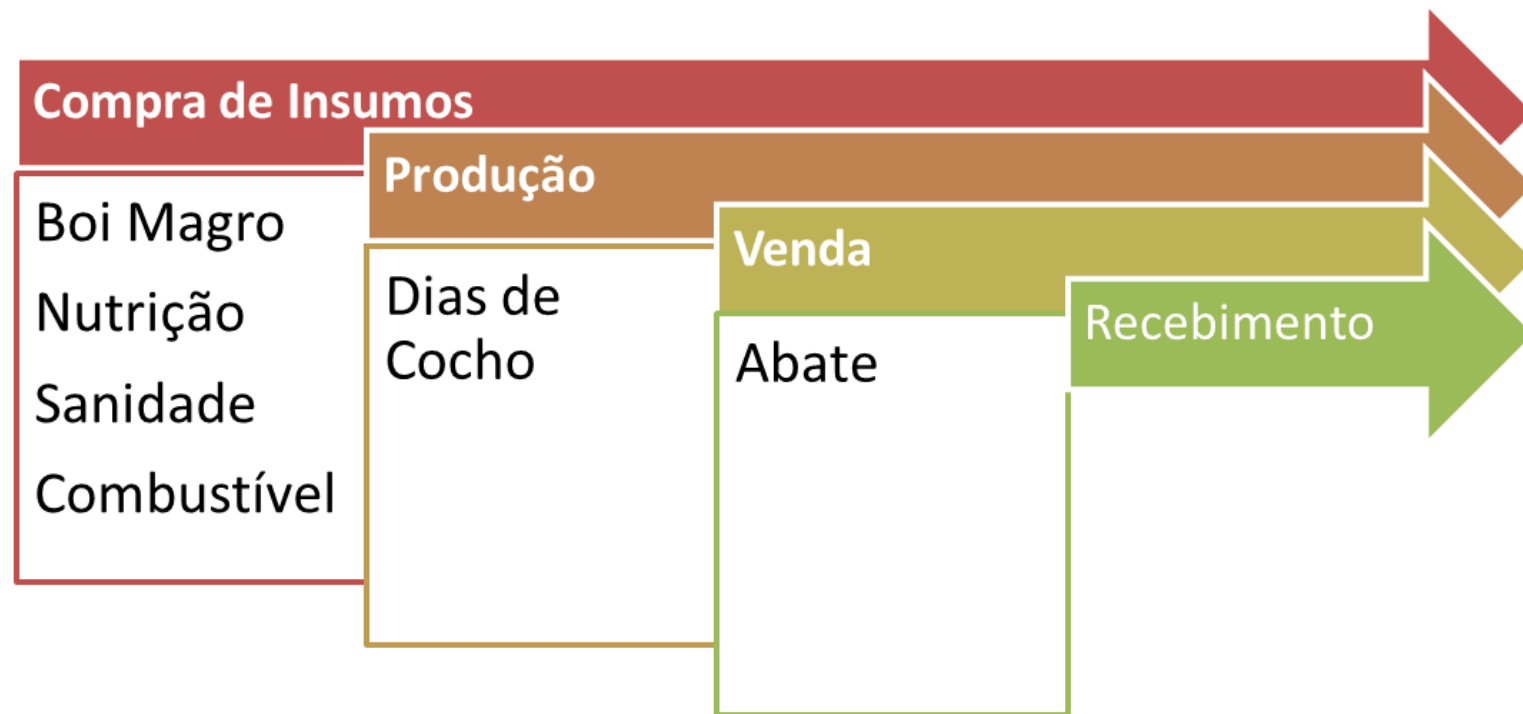 Compra de Insumos
Boi Magro
Nutrição
Sanidade
Combustível
Produção
Dias de
Cocho
Venda
Abate
Recebimento